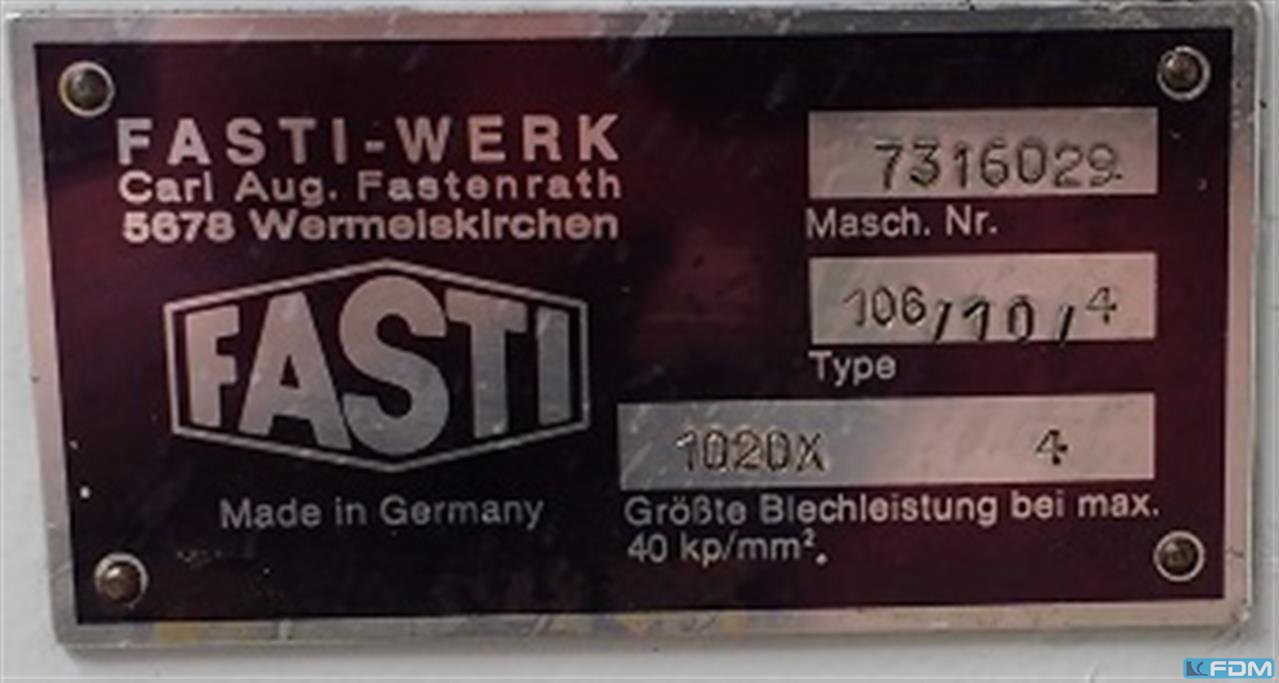 FASTI-WERK
Carl Aug. Fastenrath
5678 Wermelskirchen
FASTI
Made in Germany
7316029
Masch. Nr.
106/10/4
Type
1020X 4
Größte Blechleistung bei max.
40 kp/mm².
FDM